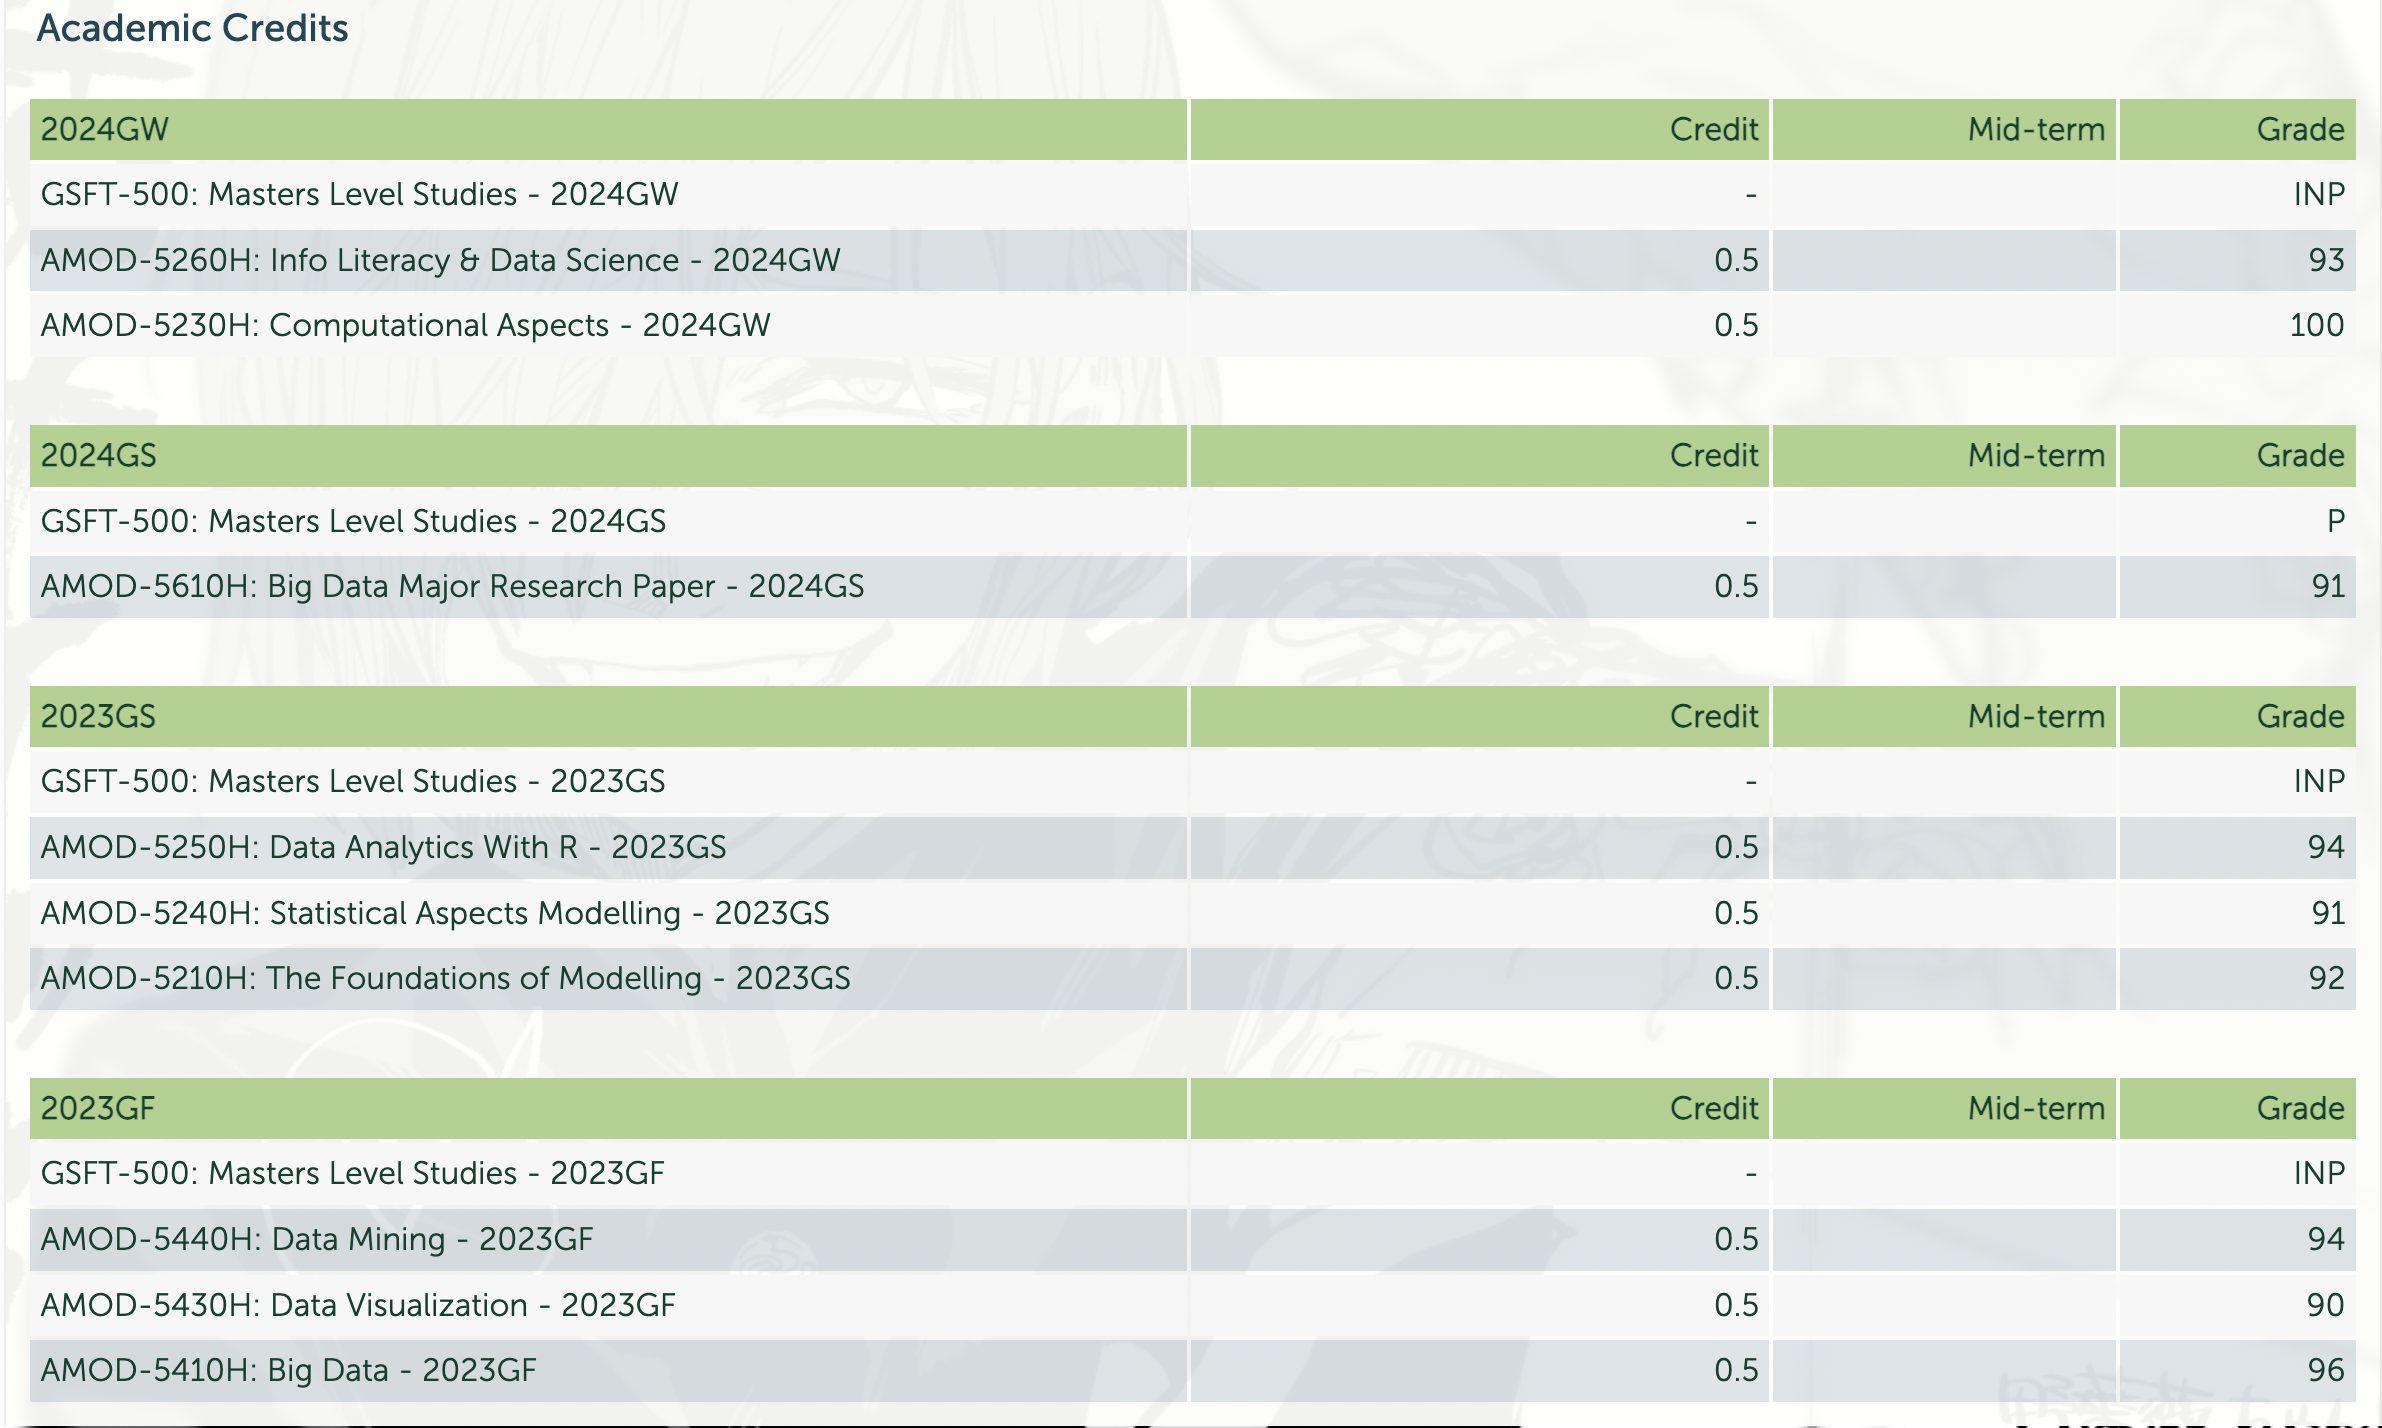 Academic Credits
2024GW Credit Mid-term Grade
GSFT-500: Masters Level Studies - 2024GW - INP
AMOD-5260H: Info Literacy & Data Science - 2024GW 0.5 93
AMOD-5230H: Computational Aspects - 2024GW 0.5 100
2024GS Credit Mid-term Grade
GSFT-500: Masters Level Studies - 2024GS - P
AMOD-5610H: Big Data Major Research Paper - 2024GS 0.5 91
2023GS Credit Mid-term Grade
GSFT-500: Masters Level Studies - 2023GS - INP
AMOD-5250H: Data Analytics With R - 2023GS 0.5 94
AMOD-5240H: Statistical Aspects Modelling - 2023GS 0.5 91
AMOD-5210H: The Foundations of Modelling - 2023GS 0.5 92
2023GF Credit Mid-term Grade
GSFT-500: Masters Level Studies - 2023GF - INP
AMOD-5440H: Data Mining - 2023GF 0.5 94
AMOD-5430H: Data Visualization - 2023GF 0.5 90
AMOD-5410H: Big Data - 2023GF 0.5 96